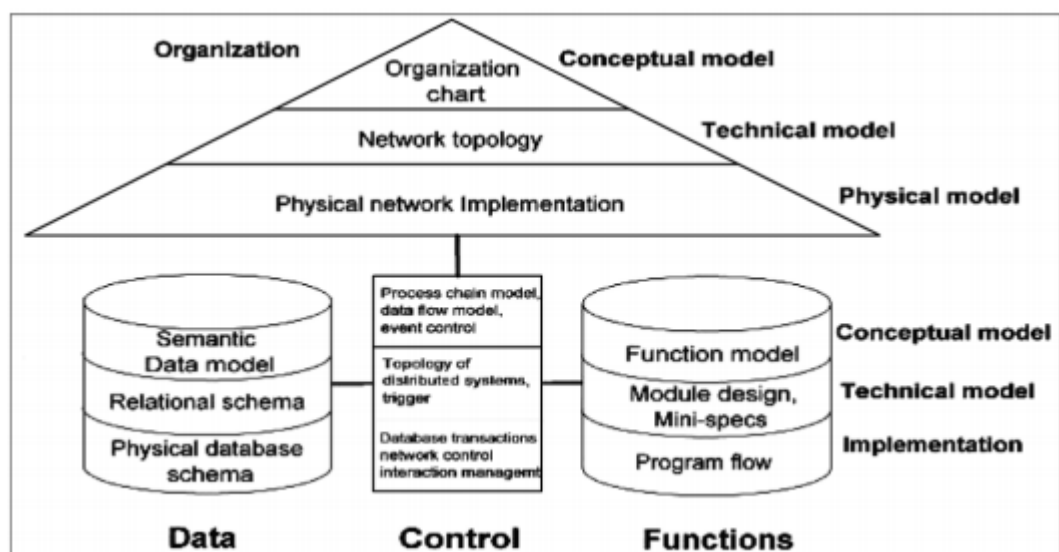 Organization
Conceptual model
Organization
chart
Technical model
Network topology
Physical model
Physical network Implementation
Process chain model,
data flow model,
event control
Semantic
Data model
Function model
Conceptual model
Topology of
distributed systems,
trigger
Relational schema
Module design,
Mini-specs
Technical model
Database transactions
network control
interaction managemt
Physical database
schema
Program flow
Implementation
Data
Control
Functions